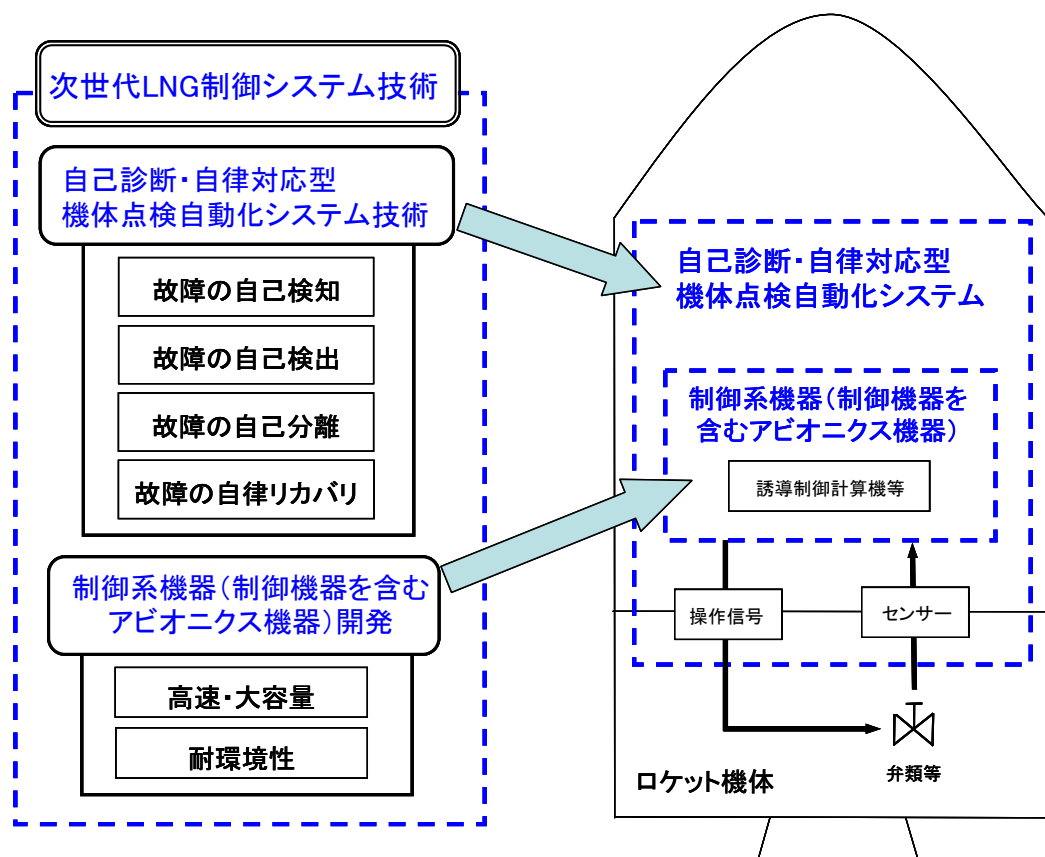 次世代LNG制御システム技術
自己診断・自律対応型
機体点検自動化システム技術
故障の自己検知
故障の自己検出
故障の自己分離
故障の自律リカバリ
制御系機器(制御機器を含む
アビオニクス機器)開発
高速・大容量
耐環境性
自己診断・自律対応型
機体点検自動化システム
制御系機器(制御機器を
含むアビオニクス機器)
誘導制御計算機等
操作信号
センサー
弁類等
ロケット機体